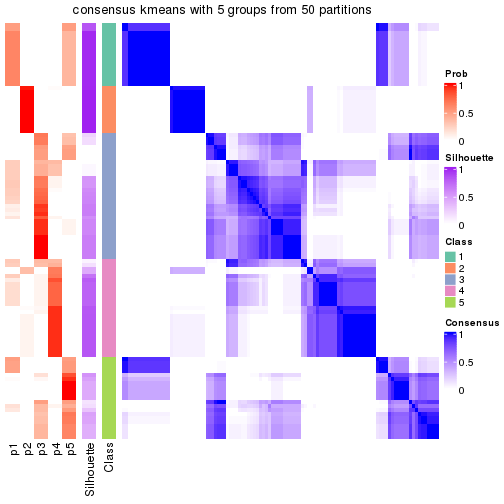 consensus kmeans with 5 groups from 50 partitions
Prob
1
0.5
0
Silhouette
1
0.5
0
Class
1
2
3
4
5
Consensus
1
0.5
0
p1
p2
p3
p4
p5
Silhouette
Class